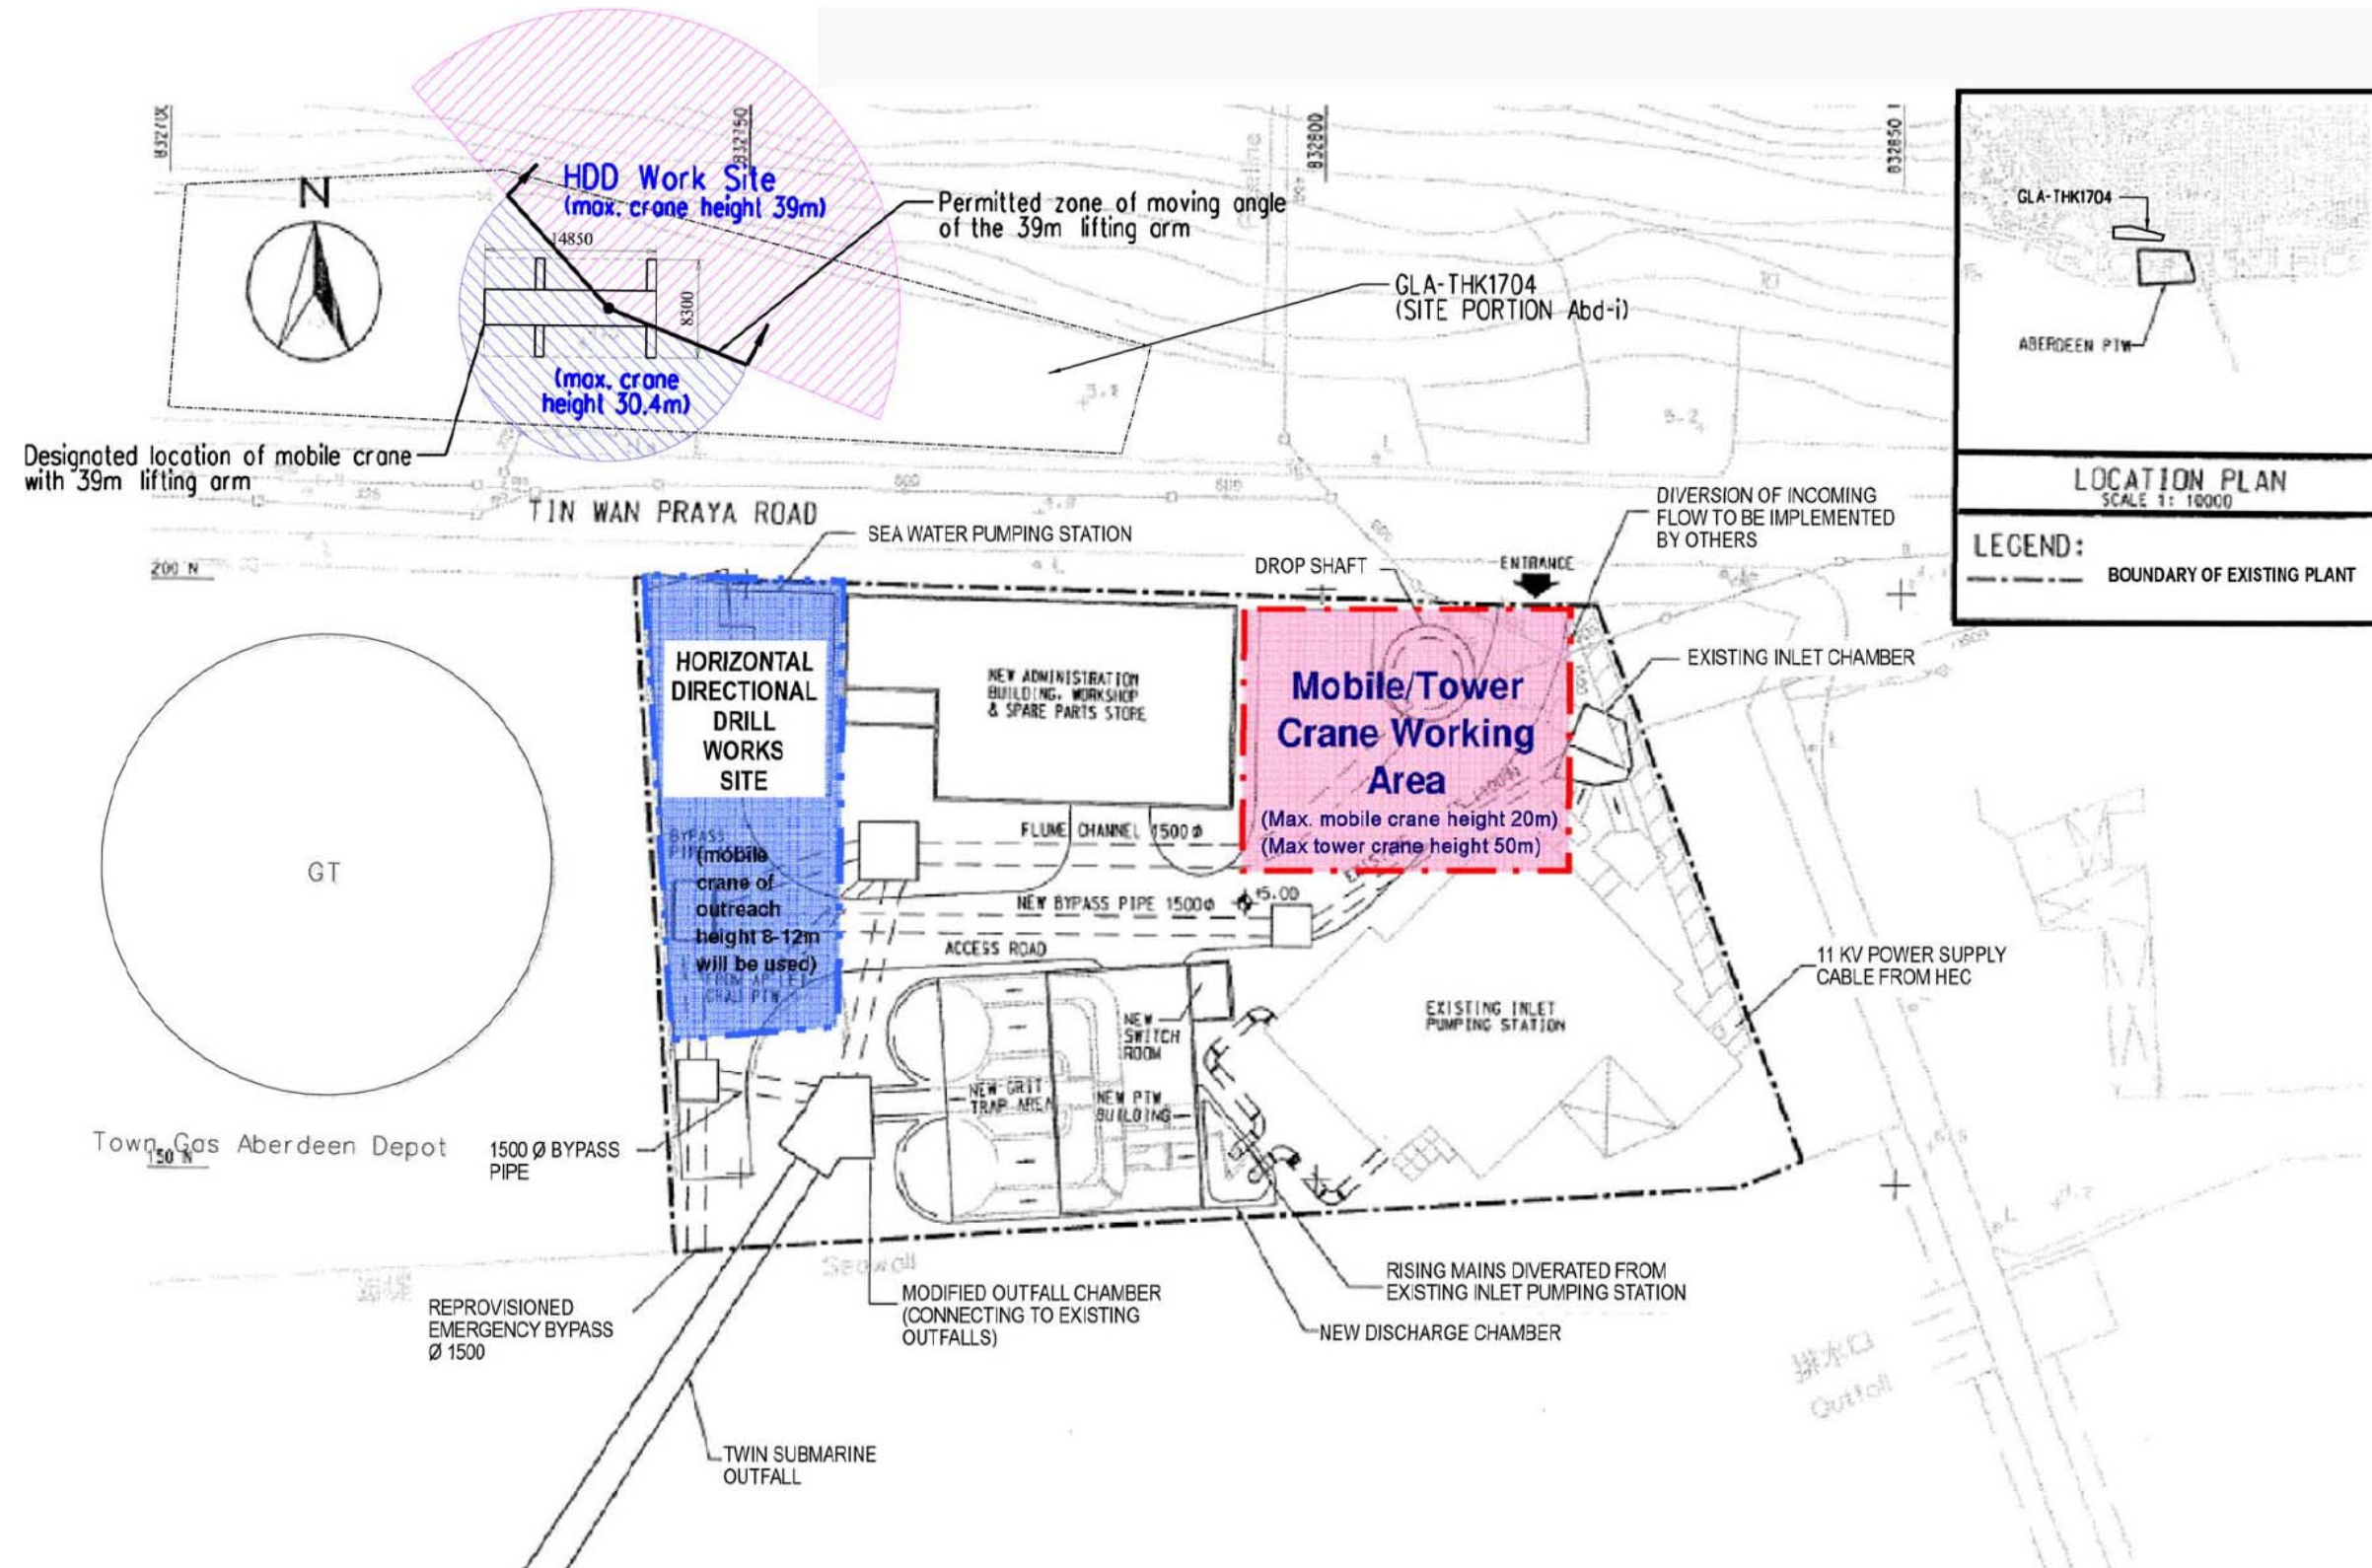 832750
832800
832850
N
HDD Work Site
(max. crane height 39m)
14850
8300
(max. crane
height 30.4m)
Permitted zone of moving angle
of the 39m lifting arm
GLA-THK1704
(SITE PORTION Abd-i)
Designated location of mobile crane
with 39m lifting arm
GLA-THK1704
ABERDEEN PTW
LOCATION PLAN
SCALE 1: 10000
LEGEND:
BOUNDARY OF EXISTING PLANT
TIN WAN PRAYA ROAD
SEA WATER PUMPING STATION
DROP SHAFT
ENTRANCE
DIVERSION OF INCOMING
FLOW TO BE IMPLEMENTED
BY OTHERS
200 N
HORIZONTAL
DIRECTIONAL
DRILL
WORKS
SITE
NEW ADMINISTRATION
BUILDING, WORKSHOP
& SPARE PARTS STORE
Mobile/Tower
Crane Working
Area
(Max. mobile crane height 20m)
(Max tower crane height 50m)
EXISTING INLET CHAMBER
GT
BYPASS
(mobile
crane of
outreach
height 8-12m
will be used)
FLUME CHANNEL 1500 Ø
NEW BYPASS PIPE 1500Ø
+5.00
ACCESS ROAD
11 KV POWER SUPPLY
CABLE FROM HEC
NEW
SWITCH
ROOM
EXISTING INLET
PUMPING STATION
NEW GRIT
TRAP AREA
NEW PTW
BUILDING
Town Gas Aberdeen Depot
150 N
1500 Ø BYPASS
PIPE
Seawall
REPROVISIONED
EMERGENCY BYPASS
Ø 1500
MODIFIED OUTFALL CHAMBER
(CONNECTING TO EXISTING
OUTFALLS)
RISING MAINS DIVERATED FROM
EXISTING INLET PUMPING STATION
NEW DISCHARGE CHAMBER
排水口
Outfall
TWIN SUBMARINE
OUTFALL